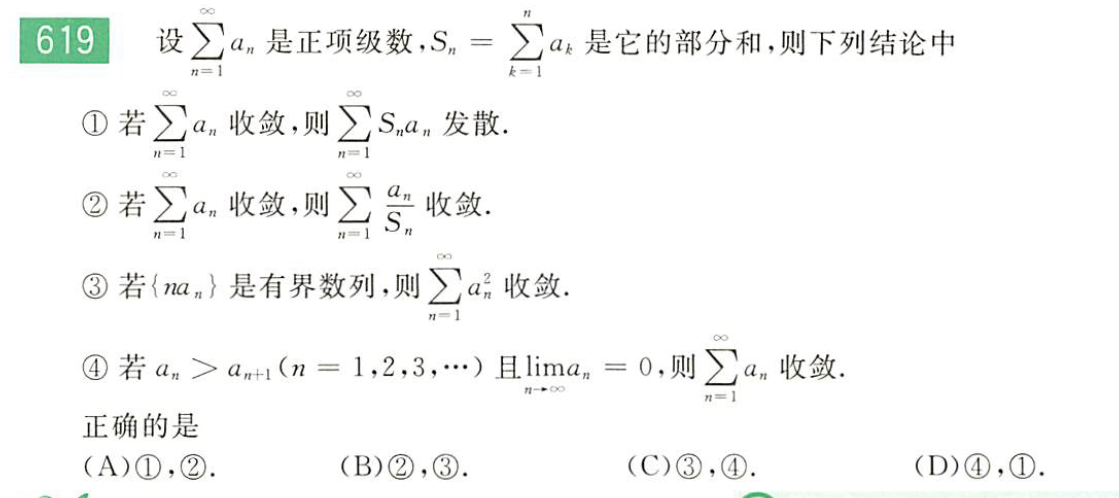 619 设 $\sum_{n=1}^{\infty} a_n$ 是正项级数,$S_n = \sum_{k=1}^{n} a_k$ 是它的部分和,则下列结论中
① 若 $\sum_{n=1}^{\infty} a_n$ 收敛,则 $\sum_{n=1}^{\infty} S_n a_n$ 发散.
② 若 $\sum_{n=1}^{\infty} a_n$ 收敛,则 $\sum_{n=1}^{\infty} \frac{a_n}{S_n}$ 收敛.
③ 若$\{na_n\}$ 是有界数列,则 $\sum_{n=1}^{\infty} a_n^2$ 收敛.
④ 若 $a_n > a_{n+1}(n = 1,2,3,\cdots)$ 且$\lim_{n \to \infty} a_n = 0$,则 $\sum_{n=1}^{\infty} a_n$ 收敛.
正确的是
(A)①,②. (B)②,③. (C)③,④. (D)④,①.